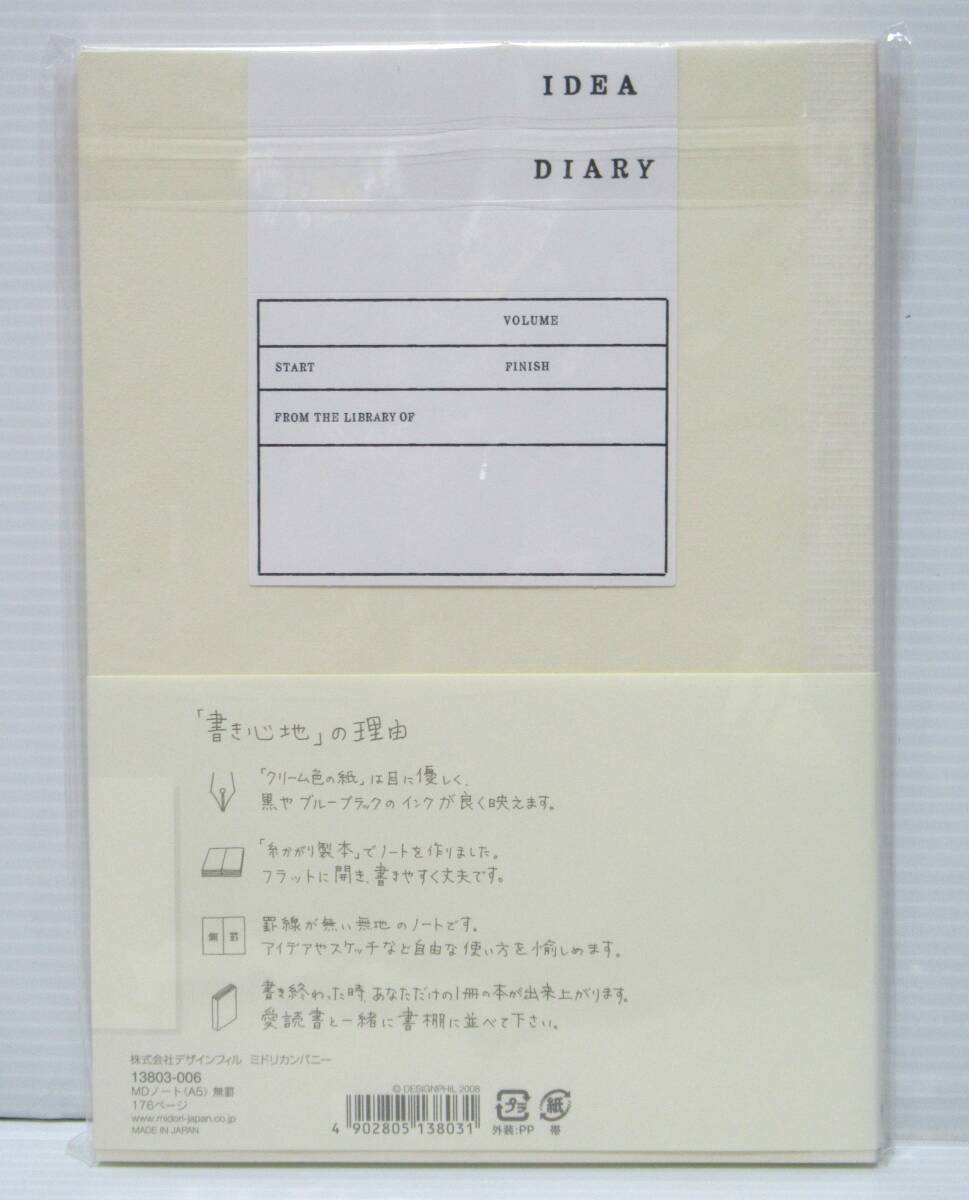 IDEA
DIARY
VOLUME
START FINISH
FROM THE LIBRARY OF
「書き心地」の理由
「クリーム色の紙」は目に優しく、
黒やブルーブラックのインクが良く映えます。
「糸かがり製本」でノートを作りました。
フラットに開き、書きやすく丈夫です。
無 罫
罫線が無い無地のノートです。
アイデアやスケッチなど自由な使い方を愉しめます。
書き終わった時、あなただけの1冊の本が出来上がります。
愛読書と一緒に書棚に並べて下さい。
株式会社デザインフィル ミドリカンパニー
13803-006
MDノート〈A5〉無罫
176ページ
www.midori-japan.co.jp
MADE IN JAPAN
© DESIGNPHIL 2008
4 902805 138031
プラ
外装:PP
紙
帯